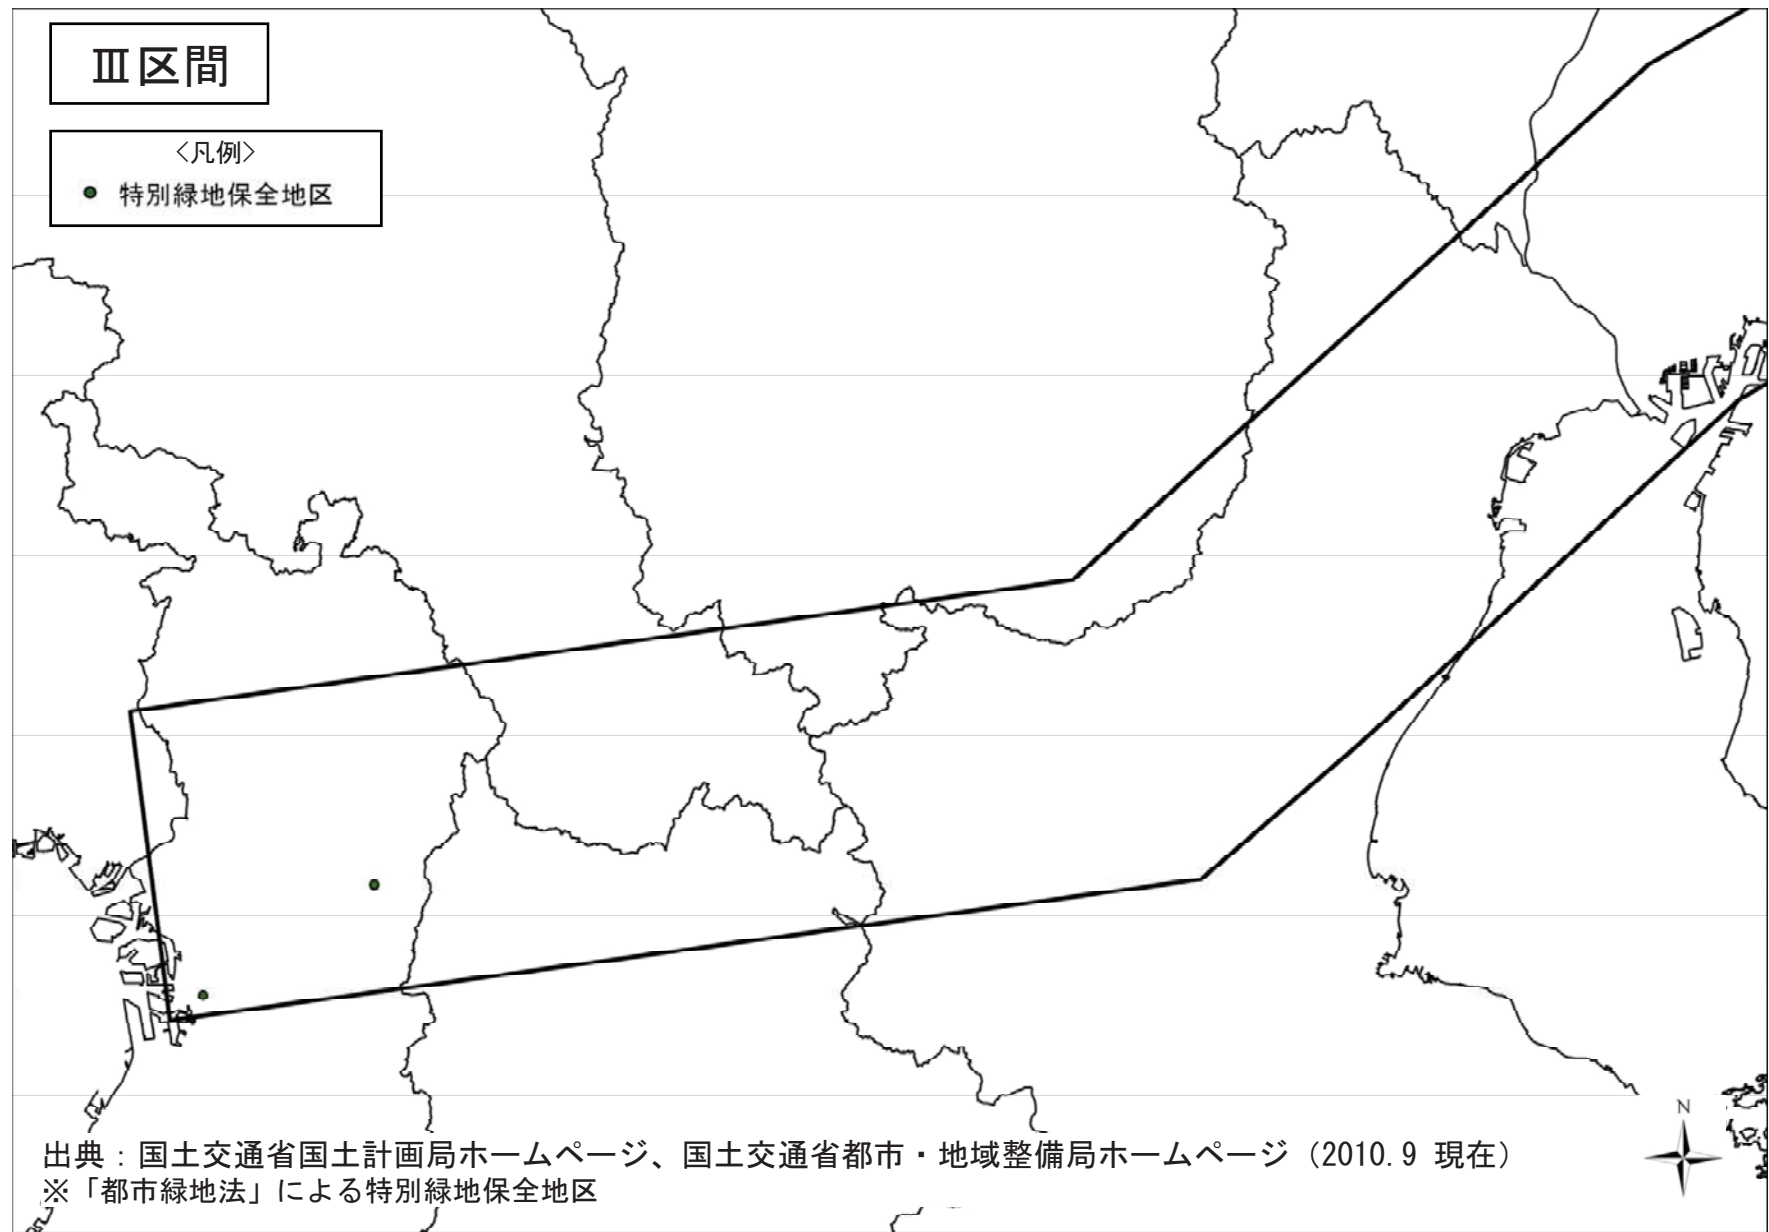 Ⅲ区間
<凡例>
特別緑地保全地区
N
出典：国土交通省国土計画局ホームページ、国土交通省都市・地域整備局ホームページ（2010.9 現在）
※「都市緑地法」による特別緑地保全地区